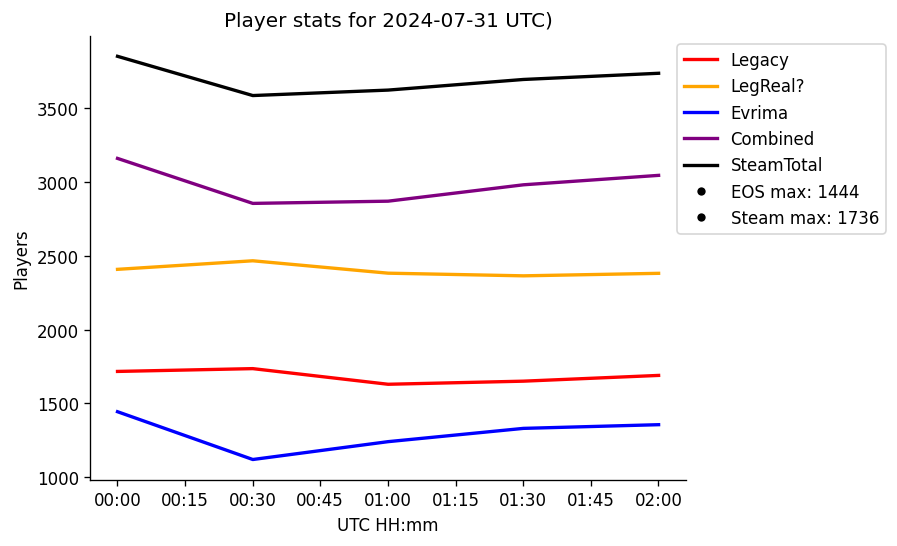 Player stats for 2024-07-31 UTC)
Legacy
LegReal?
Evrima
Combined
SteamTotal
EOS max: 1444
Steam max: 1736
Players
3500
3000
2500
2000
1500
1000
00:00 00:15 00:30 00:45 01:00 01:15 01:30 01:45 02:00
UTC HH:mm